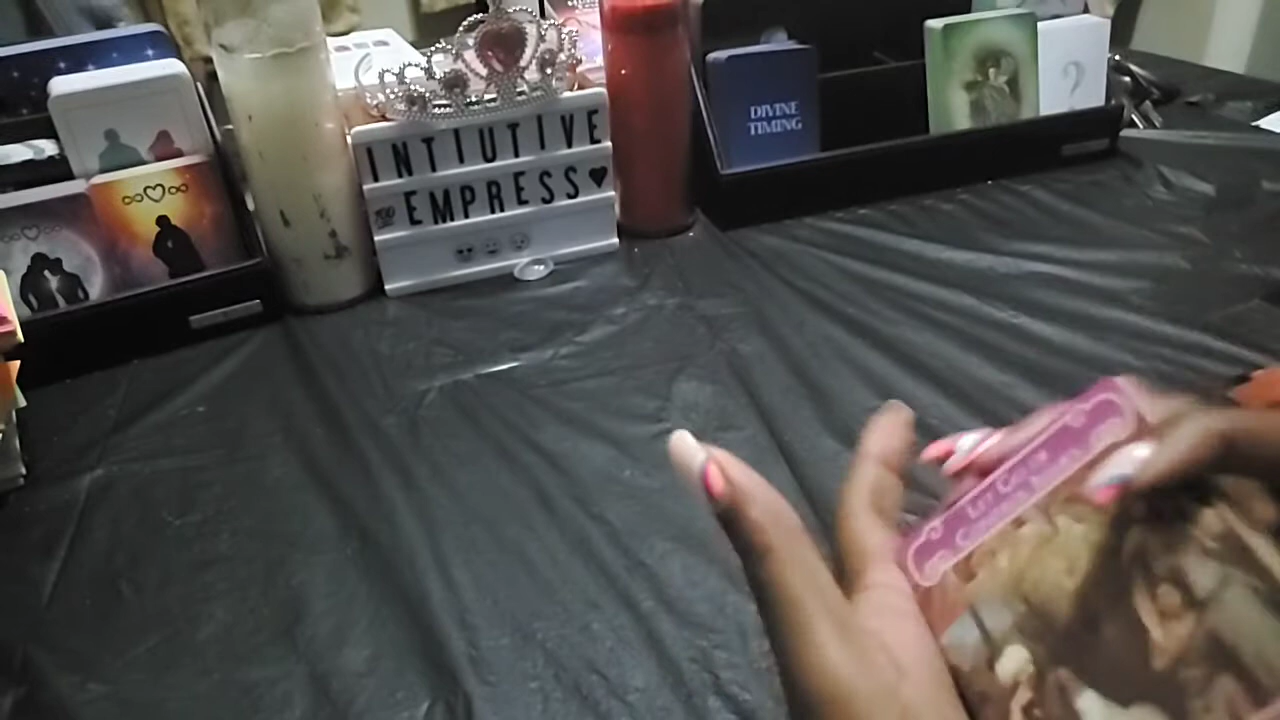 INTIUTIVE
💯 EMPRESS♥
DIVINE
TIMING